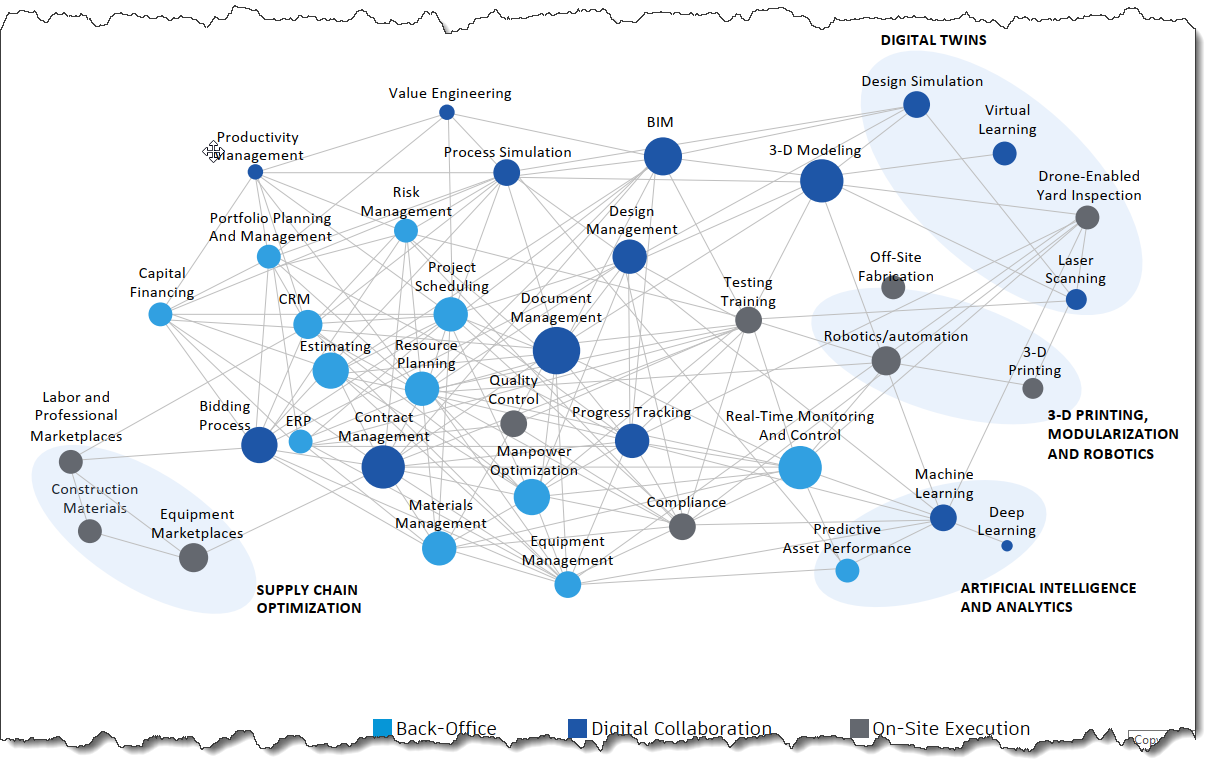 DIGITAL TWINS
Design Simulation
Value Engineering
Virtual
Learning
BIM
Productivity
Management
Process Simulation
3-D Modeling
Drone-Enabled
Yard Inspection
Risk
Management
Portfolio Planning
And Management
Design
Management
Off-Site
Fabrication
Laser
Scanning
Capital
Financing
Project
Scheduling
Testing
Training
CRM
Document
Management
Estimating
Resource
Planning
Robotics/automation
3-D
Printing
Quality
Control
Labor and
Professional
Marketplaces
Bidding
Process
ERP
Contract
Management
Progress Tracking
Real-Time Monitoring
And Control
3-D PRINTING,
MODULARIZATION
AND ROBOTICS
Manpower
Optimization
Machine
Learning
Construction
Materials
Equipment
Marketplaces
Materials
Management
Compliance
Deep
Learning
Equipment
Management
Predictive
Asset Performance
SUPPLY CHAIN
OPTIMIZATION
ARTIFICIAL INTELLIGENCE
AND ANALYTICS
Back-Office
Digital Collaboration
On-Site Execution